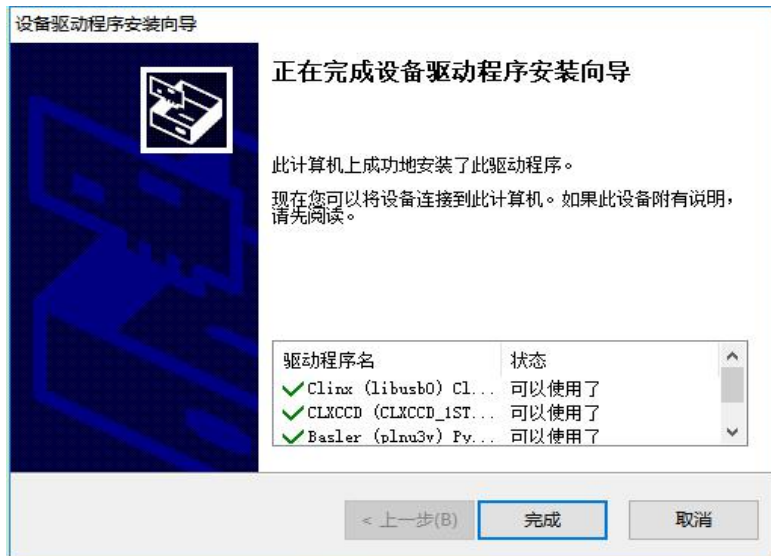 设备驱动程序安装向导
正在完成设备驱动程序安装向导
此计算机上成功地安装了此驱动程序。
现在您可以将设备连接到此计算机。如果此设备附有说明，
请先阅读。
驱动程序名 状态
Clinx (libusb0) Cl... 可以使用了
CLXCCD (CLXCCD_1ST... 可以使用了
Basler (plnu3v) Py... 可以使用了
< 上一步(B) 完成 取消